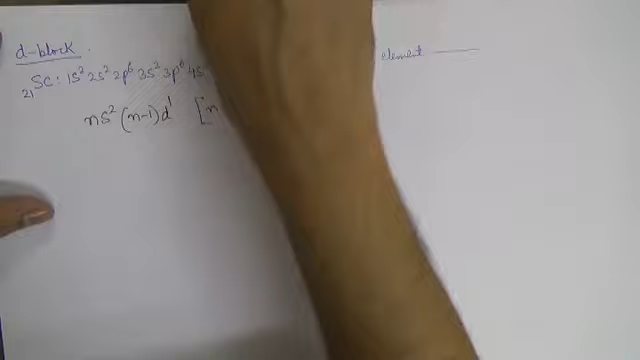 d-block.
element
₂₁Sc: 1s² 2s² 2p⁶ 3s² 3p⁶ 4s
ns² (n-1)d¹ [n